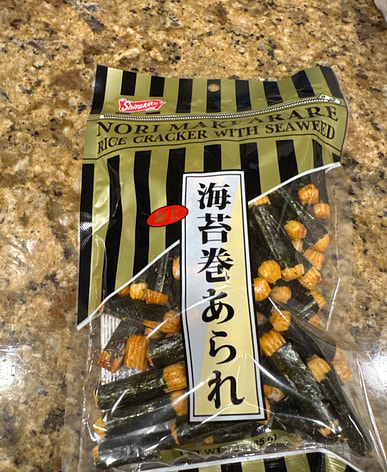 Shirakiku
NORI MAKI ARARE
RICE CRACKER WITH SEAWEED
海苔巻あられ